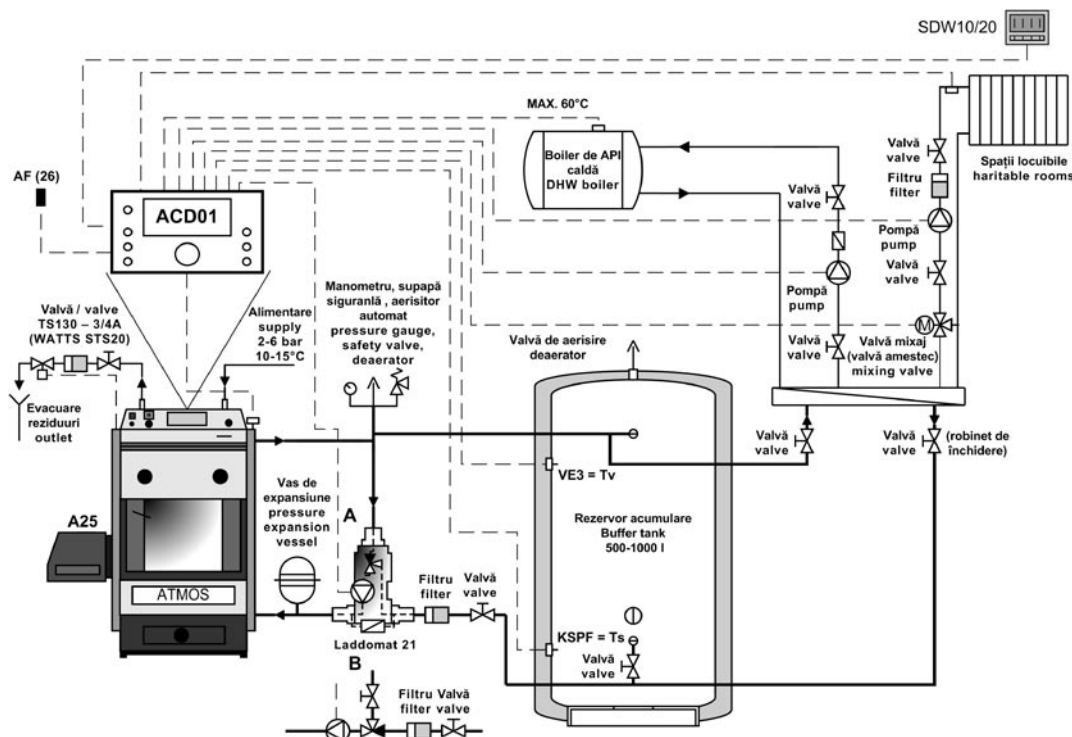 SDW10/20
MAX. 60°C
Boiler de API
caldă
DHW boiler
Valvă
valve
Filtru
filter
Spații locuibile
haritable rooms
AF (26)
ACD01
Valvă
valve
Pompă
pump
Valvă
valve
Manometru, supapă
siguranlă , aerisitor
automat
pressure gauge,
safety valve,
deaerator
Pompă
pump
Valvă / valve
TS130 – 3/4A
(WATTS STS20)
Alimentare
supply
2-6 bar
10-15°C
M
Valvă de aerisire
deaerator
Valvă
valve
Valvă mixaj
(valvă amestec)
mixing valve
Evacuare
reziduuri
outlet
Valvă
valve
Valvă
valve
(robinet de
închidere)
VE3 = Tv
Vas de
expansiune
pressure
expansion
vessel
A
A25
Rezervor acumulare
Buffer tank
500-1000 l
Filtru
filter
Valvă
valve
ATMOS
Laddomat 21
KSPF = Ts
Valvă
valve
B
Filtru Valvă
filter valve